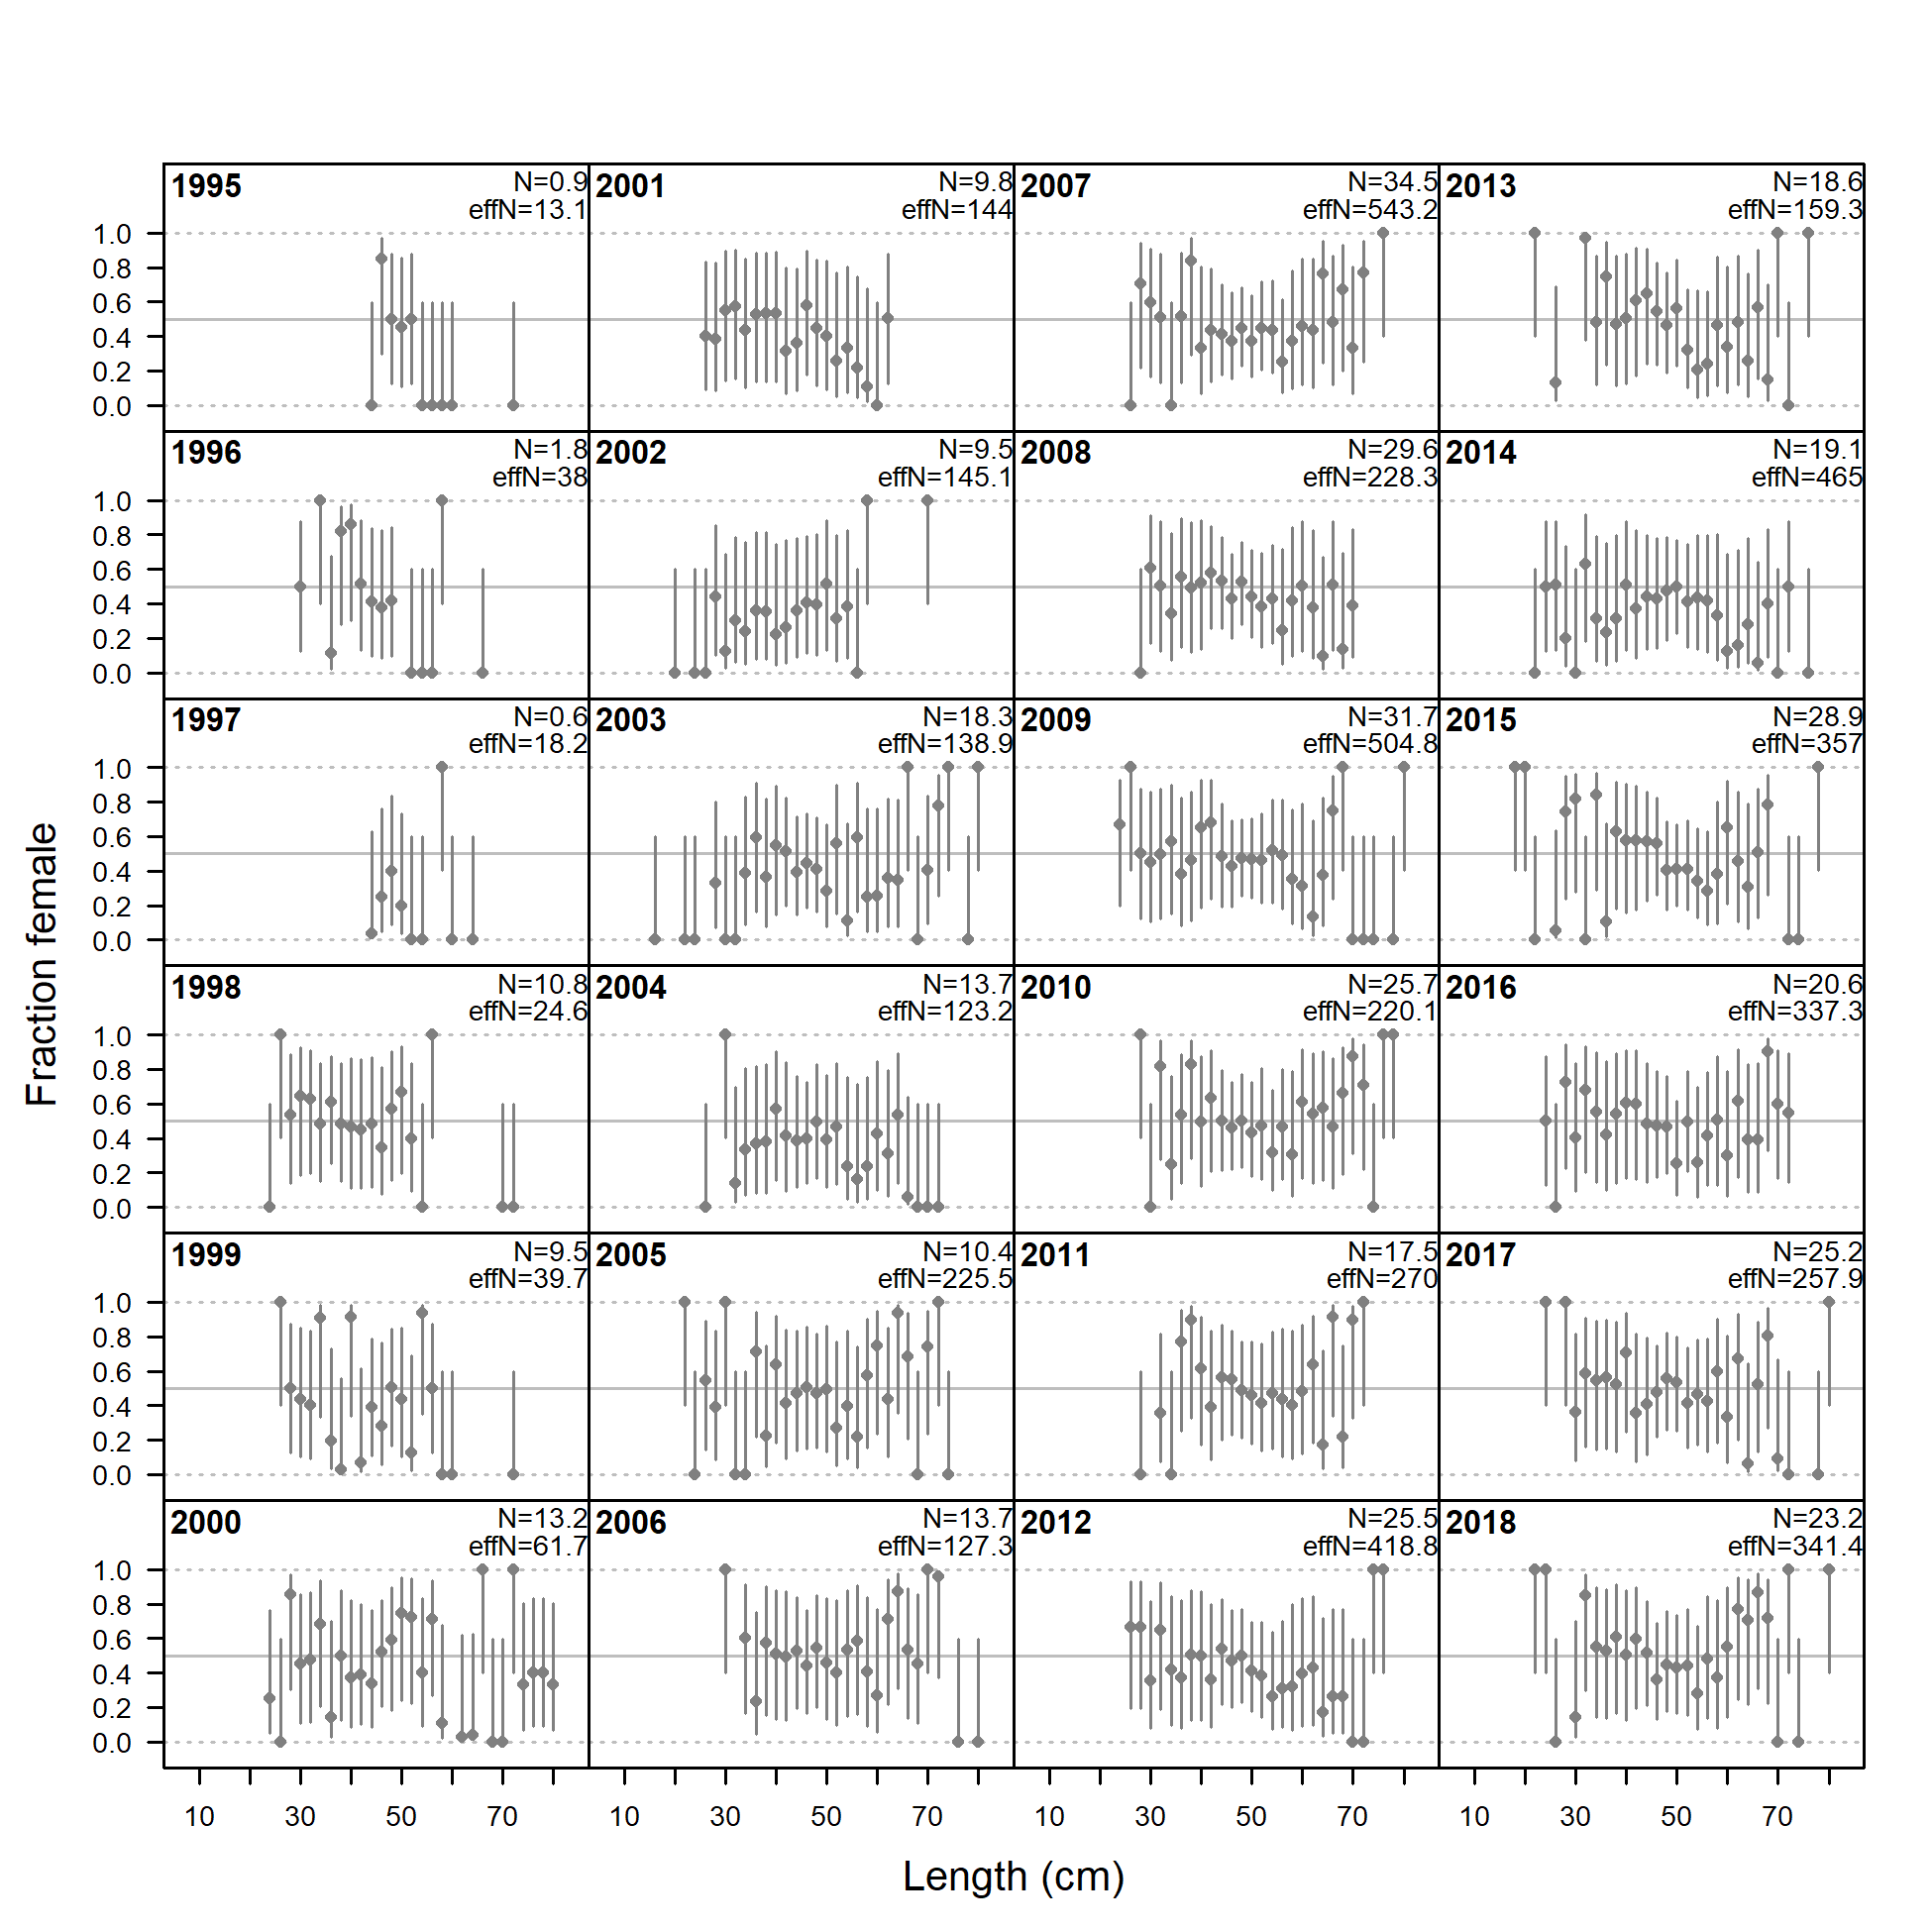 1995 N=0.9 2001 N=9.8 2007 N=34.5 2013 N=18.6
effN=13.1 effN=144 effN=543.2 effN=159.3
1.0
0.8
0.6
0.4
0.2
0.0
1996 N=1.8 2002 N=9.5 2008 N=29.6 2014 N=19.1
effN=38 effN=145.1 effN=228.3 effN=465
1.0
0.8
0.6
0.4
0.2
0.0
1997 N=0.6 2003 N=18.3 2009 N=31.7 2015 N=28.9
effN=18.2 effN=138.9 effN=504.8 effN=357
1.0
0.8
0.6
0.4
0.2
0.0
Fraction female
1998 N=10.8 2004 N=13.7 2010 N=25.7 2016 N=20.6
effN=24.6 effN=123.2 effN=220.1 effN=337.3
1.0
0.8
0.6
0.4
0.2
0.0
1999 N=9.5 2005 N=10.4 2011 N=17.5 2017 N=25.2
effN=39.7 effN=225.5 effN=270 effN=257.9
1.0
0.8
0.6
0.4
0.2
0.0
2000 N=13.2 2006 N=13.7 2012 N=25.5 2018 N=23.2
effN=61.7 effN=127.3 effN=418.8 effN=341.4
1.0
0.8
0.6
0.4
0.2
0.0
10 30 50 70 10 30 50 70 10 30 50 70 10 30 50 70
Length (cm)